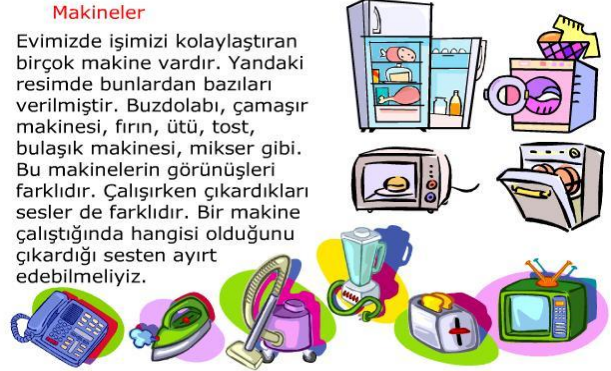 Makineler
Evimizde işimizi kolaylaştıran
birçok makine vardır. Yandaki
resimde bunlardan bazıları
verilmiştir. Buzdolabı, çamaşır
makinesi, fırın, ütü, tost,
bulaşık makinesi, mikser gibi.
Bu makinelerin görünüşleri
farklıdır. Çalışırken çıkardıkları
sesler de farklıdır. Bir makine
çalıştığında hangisi olduğunu
çıkardığı sesten ayırt
edebilmeliyiz.